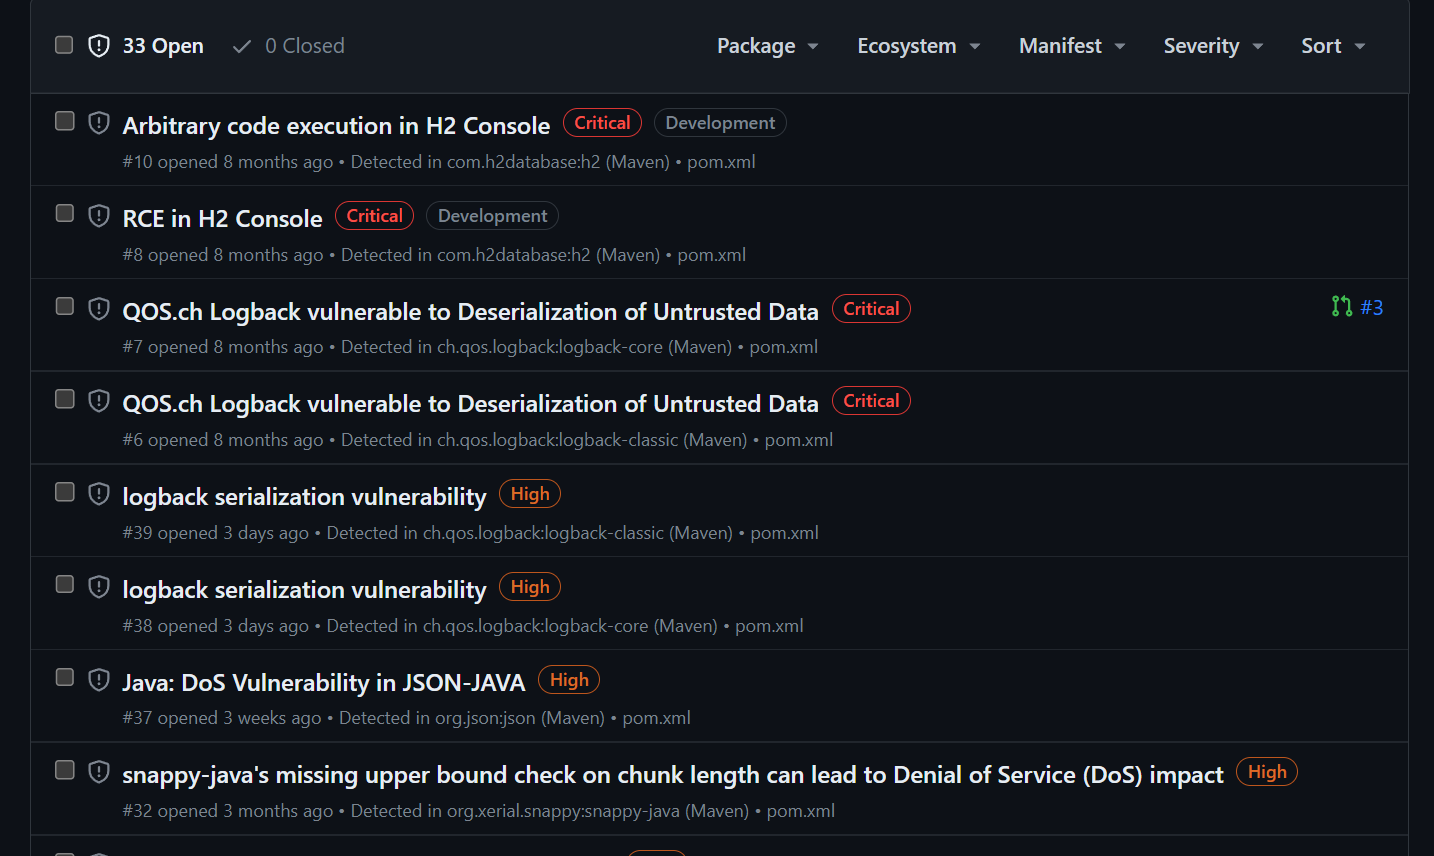 33 Open 0 Closed Package Ecosystem Manifest Severity Sort
Arbitrary code execution in H2 Console Critical Development
#10 opened 8 months ago • Detected in com.h2database:h2 (Maven) • pom.xml
RCE in H2 Console Critical Development
#8 opened 8 months ago • Detected in com.h2database:h2 (Maven) • pom.xml
QOS.ch Logback vulnerable to Deserialization of Untrusted Data Critical #3
#7 opened 8 months ago • Detected in ch.qos.logback:logback-core (Maven) • pom.xml
QOS.ch Logback vulnerable to Deserialization of Untrusted Data Critical
#6 opened 8 months ago • Detected in ch.qos.logback:logback-classic (Maven) • pom.xml
logback serialization vulnerability High
#39 opened 3 days ago • Detected in ch.qos.logback:logback-classic (Maven) • pom.xml
logback serialization vulnerability High
#38 opened 3 days ago • Detected in ch.qos.logback:logback-core (Maven) • pom.xml
Java: DoS Vulnerability in JSON-JAVA High
#37 opened 3 weeks ago • Detected in org.json:json (Maven) • pom.xml
snappy-java's missing upper bound check on chunk length can lead to Denial of Service (DoS) impact High
#32 opened 3 months ago • Detected in org.xerial.snappy:snappy-java (Maven) • pom.xml